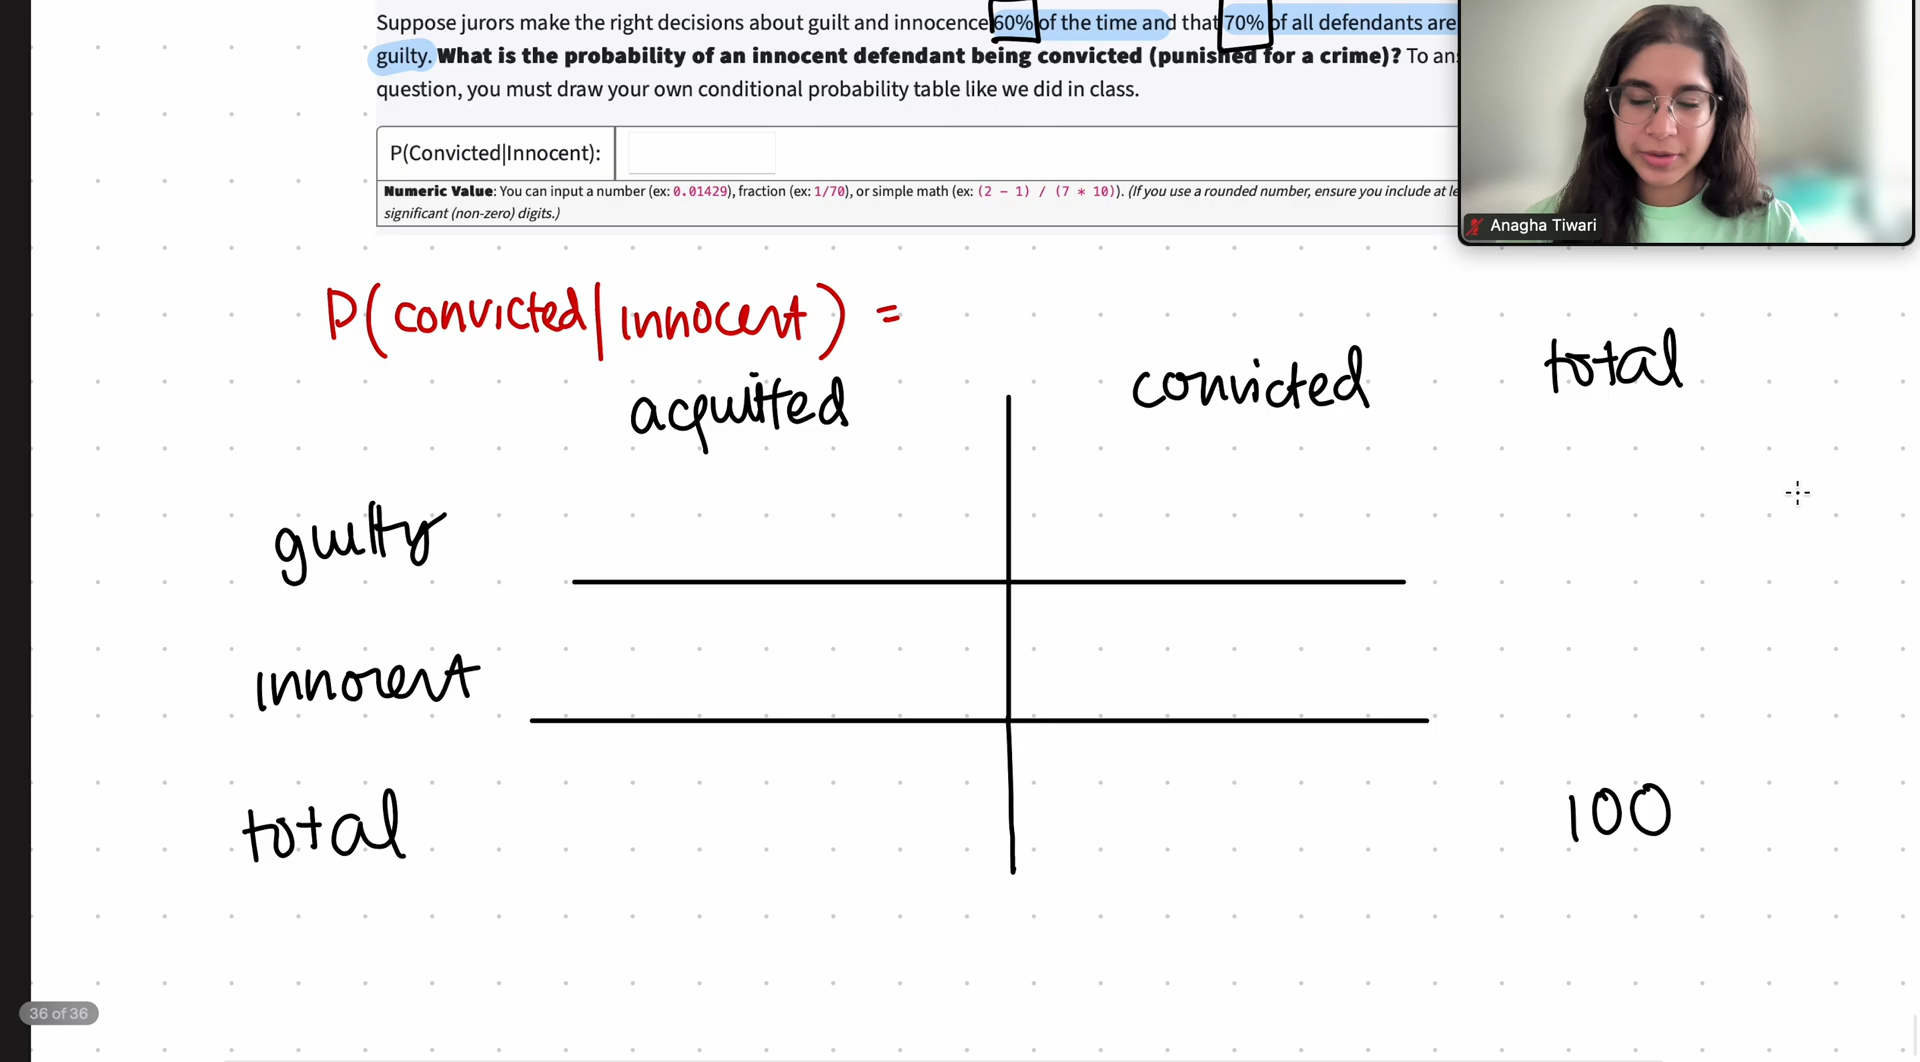 Suppose jurors make the right decisions about guilt and innocence 60% of the time and that 70% of all defendants are
guilty. What is the probability of an innocent defendant being convicted (punished for a crime)? To
question, you must draw your own conditional probability table like we did in class.
P(Convicted|Innocent):
Numeric Value: You can input a number (ex: 0.01429), fraction (ex: 1/70), or simple math (ex: (2 − 1) / (7 * 10)). (If you use a rounded number, ensure you include at
significant (non-zero) digits.)
Anagha Tiwari
P(convicted|innocent) =
acquitted convicted total
guilty
innocent
total 100
36 of 36